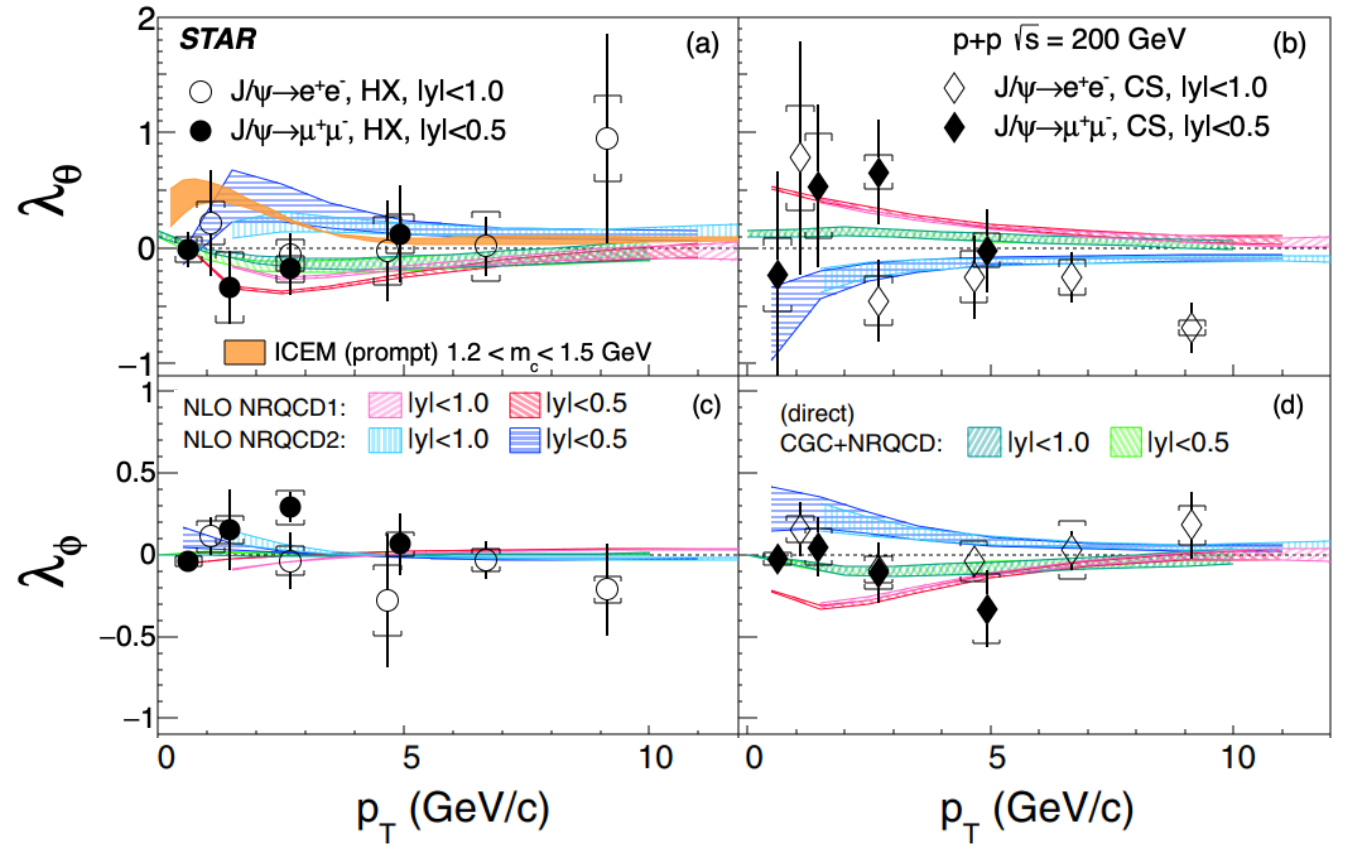 STAR
(a)
J/ψ→e⁺e⁻, HX, |y|<1.0
J/ψ→μ⁺μ⁻, HX, |y|<0.5
ICEM (prompt) 1.2 < m_c < 1.5 GeV
p+p √s = 200 GeV
(b)
J/ψ→e⁺e⁻, CS, |y|<1.0
J/ψ→μ⁺μ⁻, CS, |y|<0.5
λ_θ
2
1
0
−1
NLO NRQCD1: |y|<1.0 |y|<0.5
(c)
NLO NRQCD2: |y|<1.0 |y|<0.5
(direct)
(d)
CGC+NRQCD: |y|<1.0 |y|<0.5
λ_ϕ
1
0.5
0
−0.5
−1
0 5 10
0 5 10
p_T (GeV/c)
p_T (GeV/c)